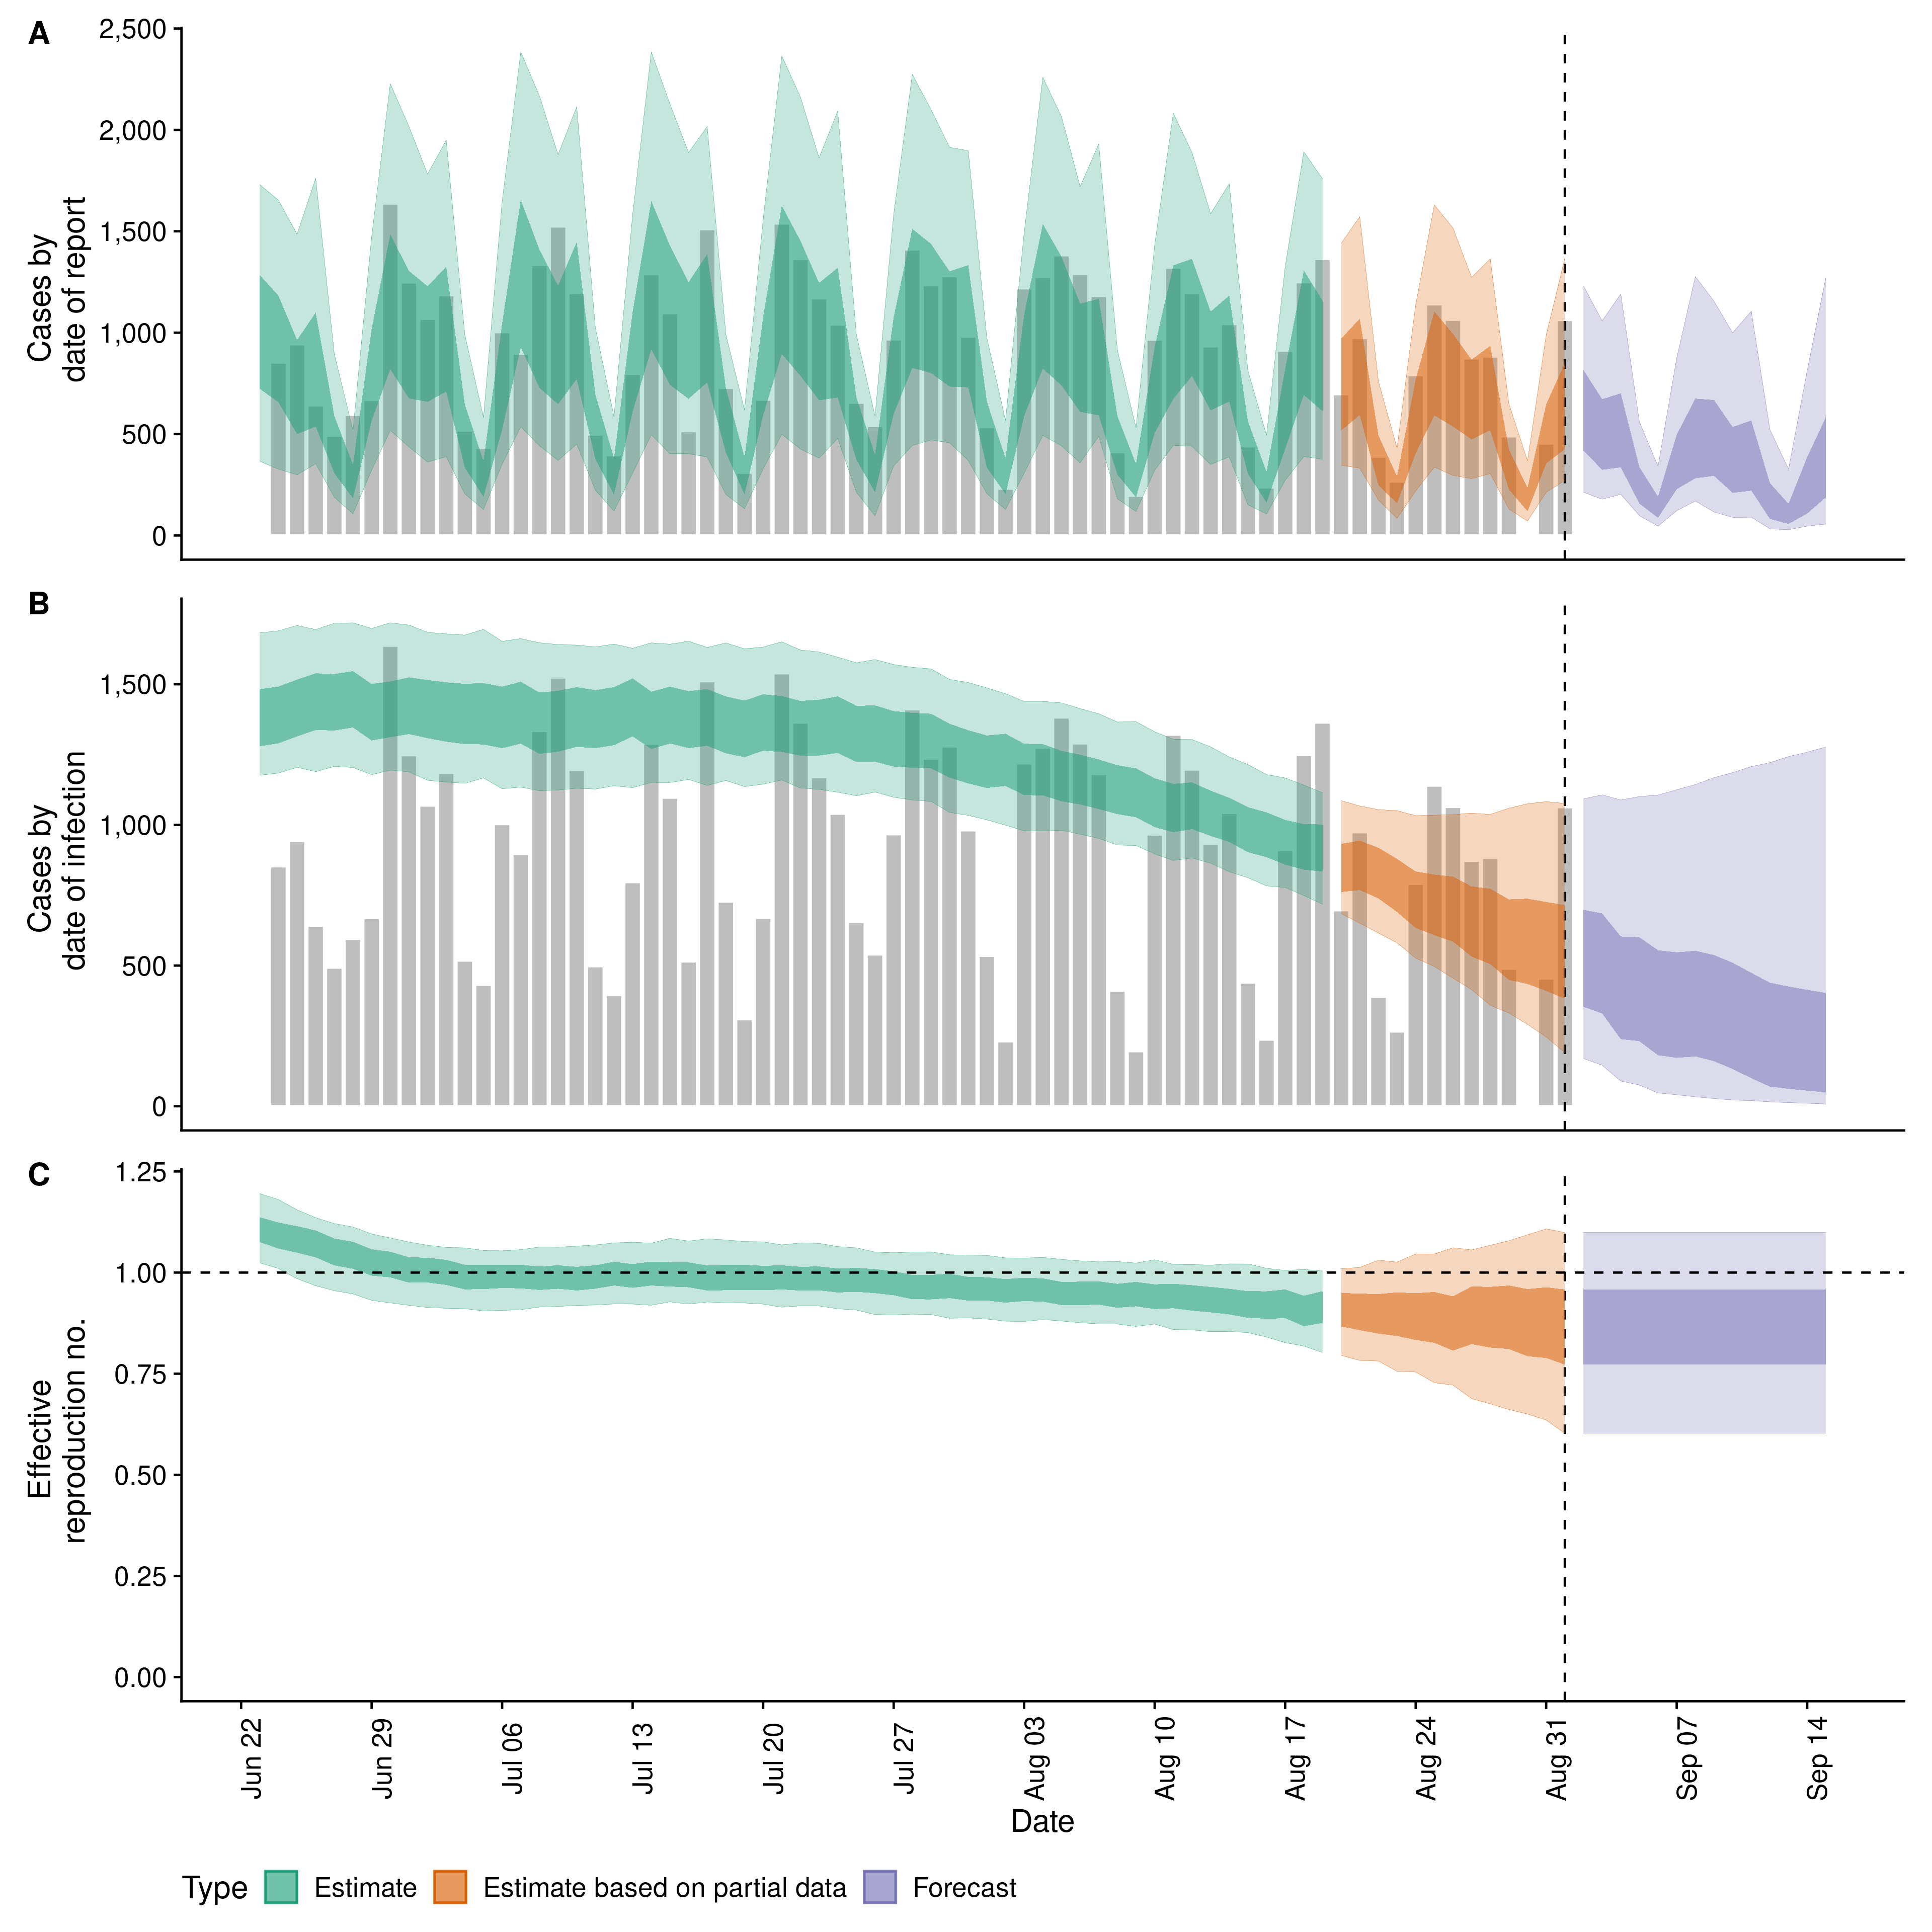 A
2,500
2,000
1,500
1,000
500
0
Cases by
date of report
B
1,500
1,000
500
0
Cases by
date of infection
C
1.25
1.00
0.75
0.50
0.25
0.00
Effective
reproduction no.
Jun 22
Jun 29
Jul 06
Jul 13
Jul 20
Jul 27
Aug 03
Aug 10
Aug 17
Aug 24
Aug 31
Sep 07
Sep 14
Date
Type Estimate Estimate based on partial data Forecast